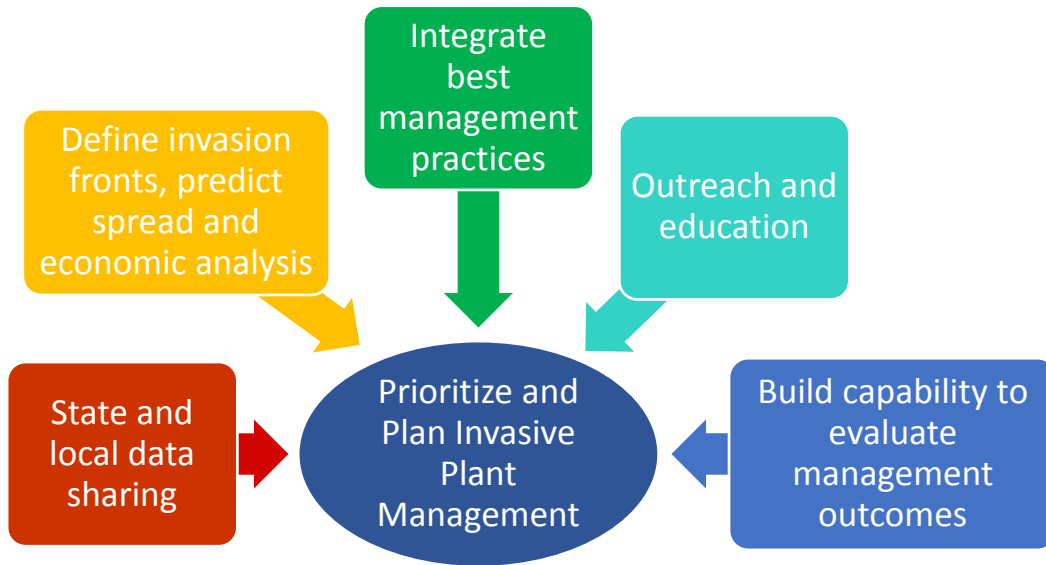 State and
local data
sharing
Define invasion
fronts, predict
spread and
economic analysis
Integrate
best
management
practices
Outreach and
education
Build capability to
evaluate
management
outcomes
Prioritize and
Plan Invasive
Plant
Management